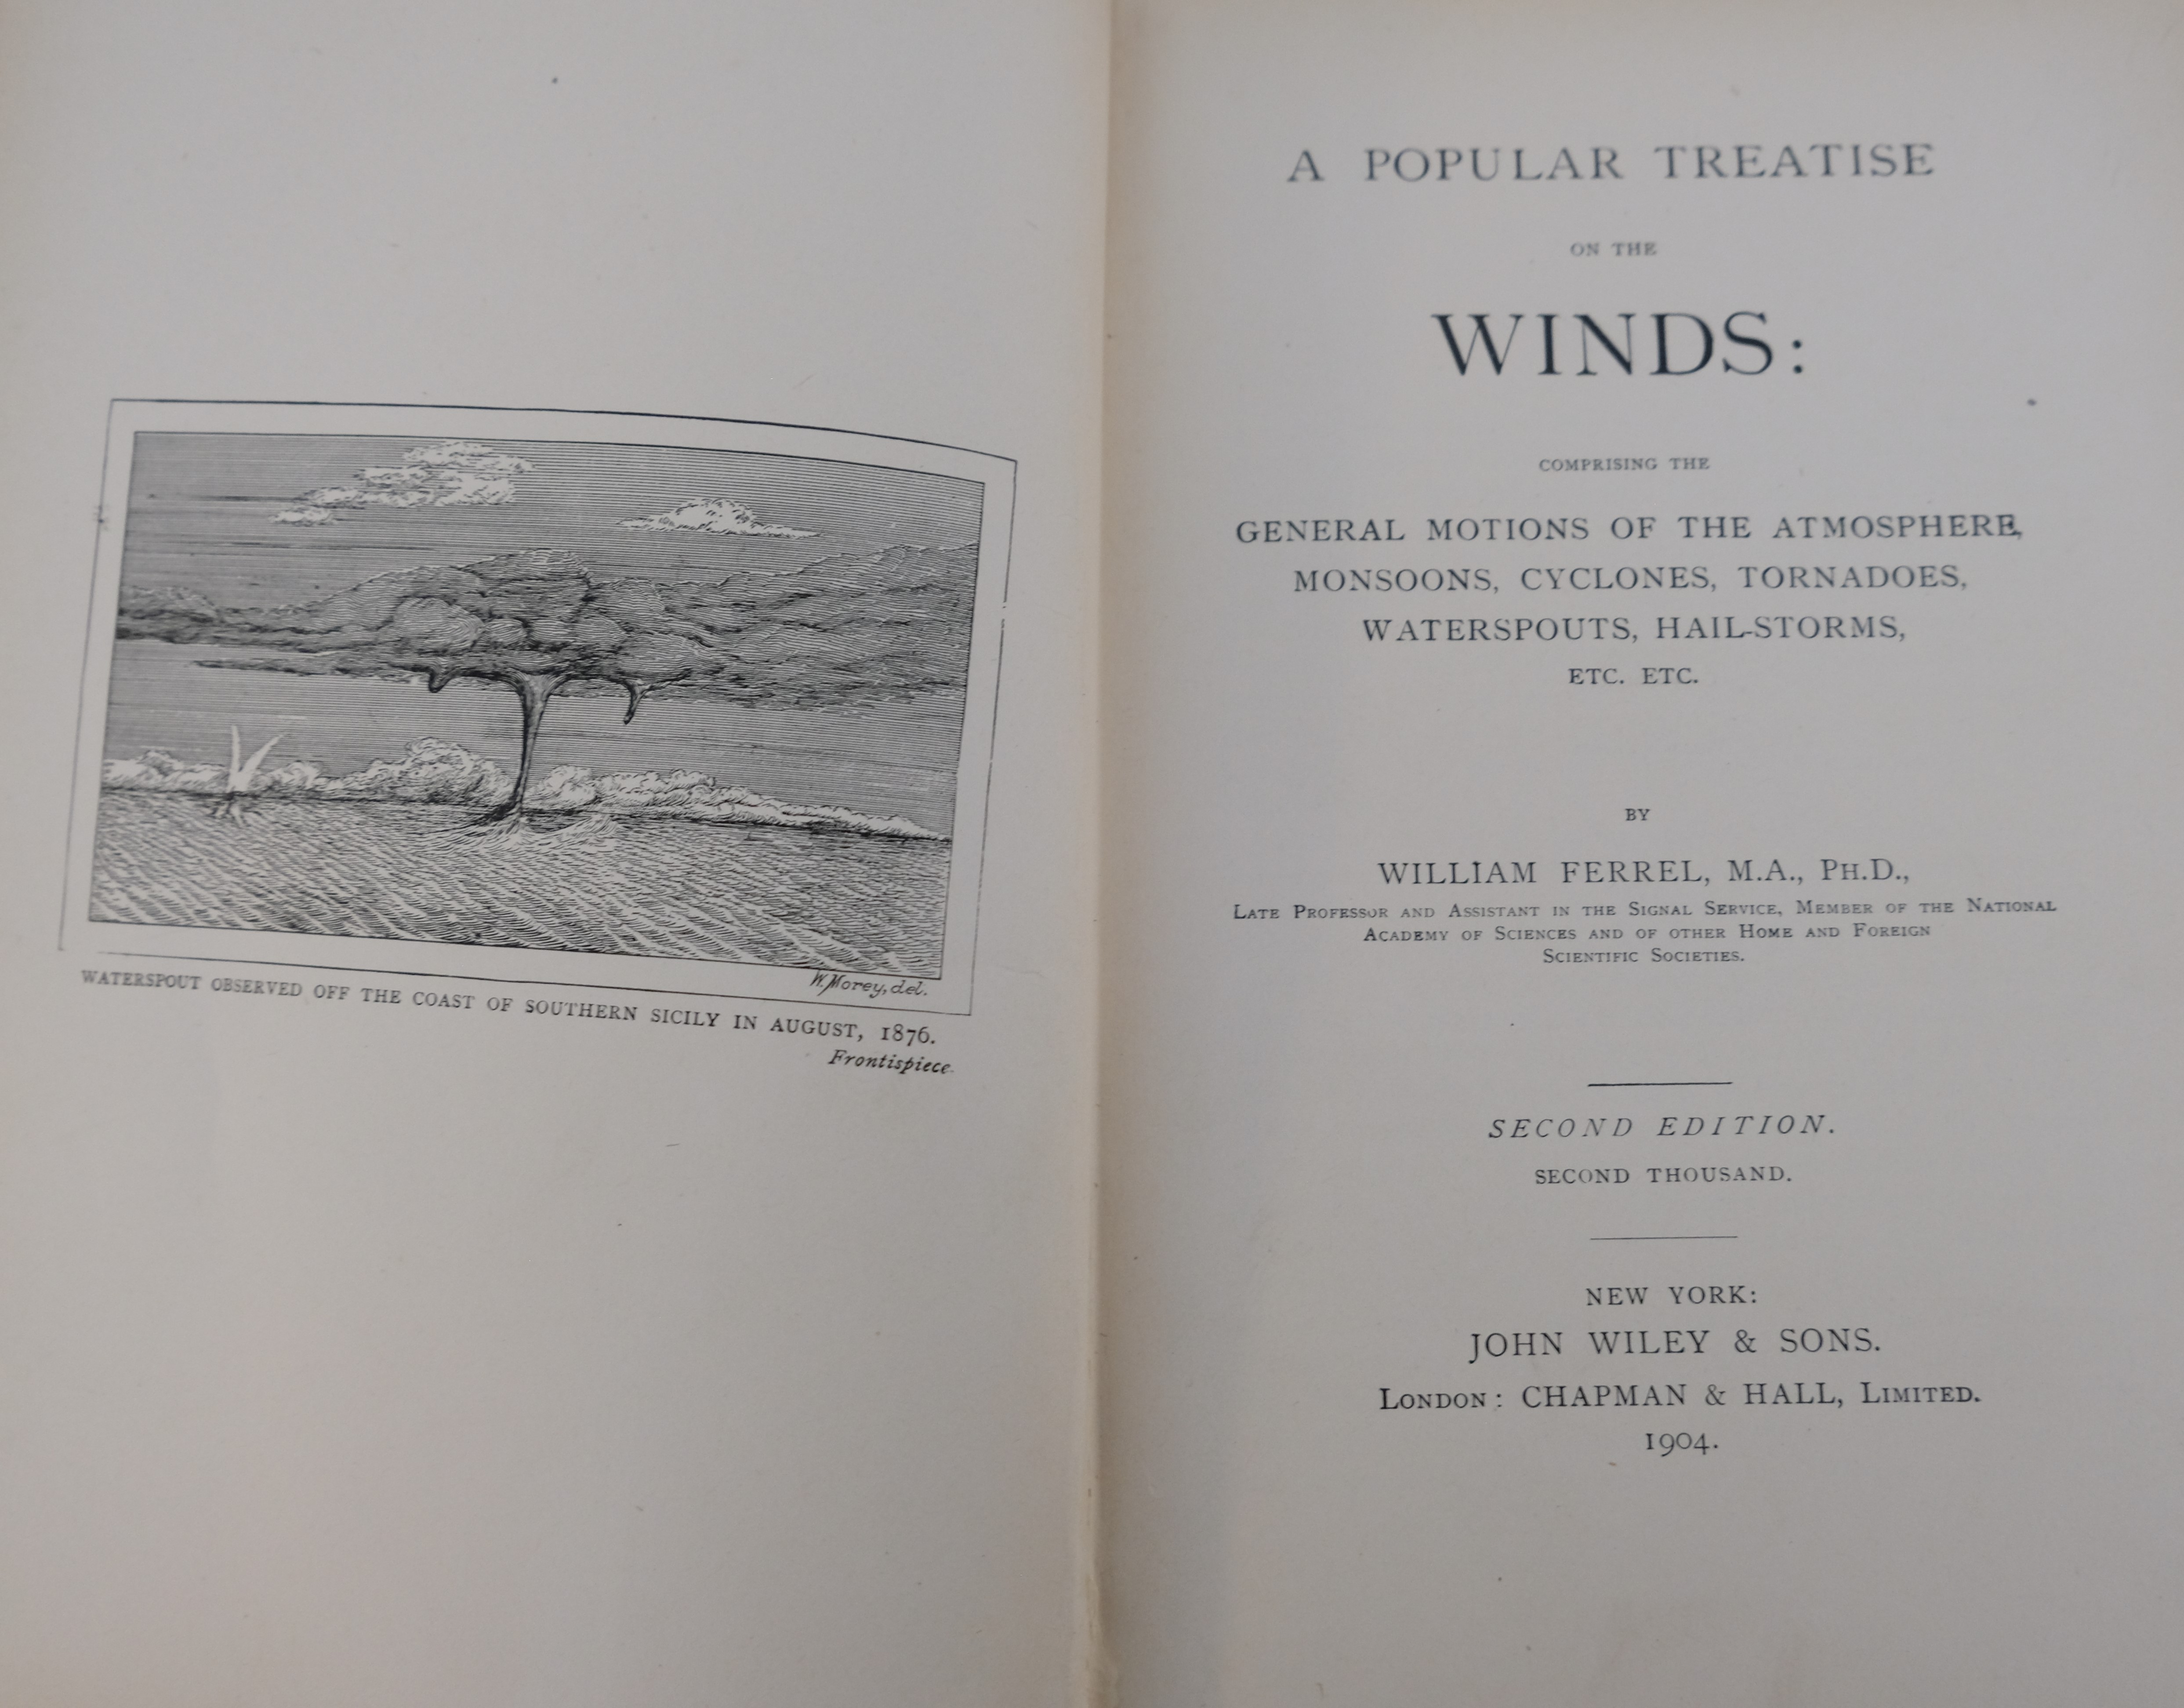 W. Morey, del.
WATERSPOUT OBSERVED OFF THE COAST OF SOUTHERN SICILY IN AUGUST, 1876.
Frontispiece.
A POPULAR TREATISE
ON THE
WINDS:
COMPRISING THE
GENERAL MOTIONS OF THE ATMOSPHERE,
MONSOONS, CYCLONES, TORNADOES,
WATERSPOUTS, HAIL-STORMS,
ETC. ETC.
BY
WILLIAM FERREL, M.A., PH.D.,
LATE PROFESSOR AND ASSISTANT IN THE SIGNAL SERVICE, MEMBER OF THE NATIONAL
ACADEMY OF SCIENCES AND OF OTHER HOME AND FOREIGN
SCIENTIFIC SOCIETIES.
SECOND EDITION.
SECOND THOUSAND.
NEW YORK:
JOHN WILEY & SONS.
LONDON: CHAPMAN & HALL, LIMITED.
1904.